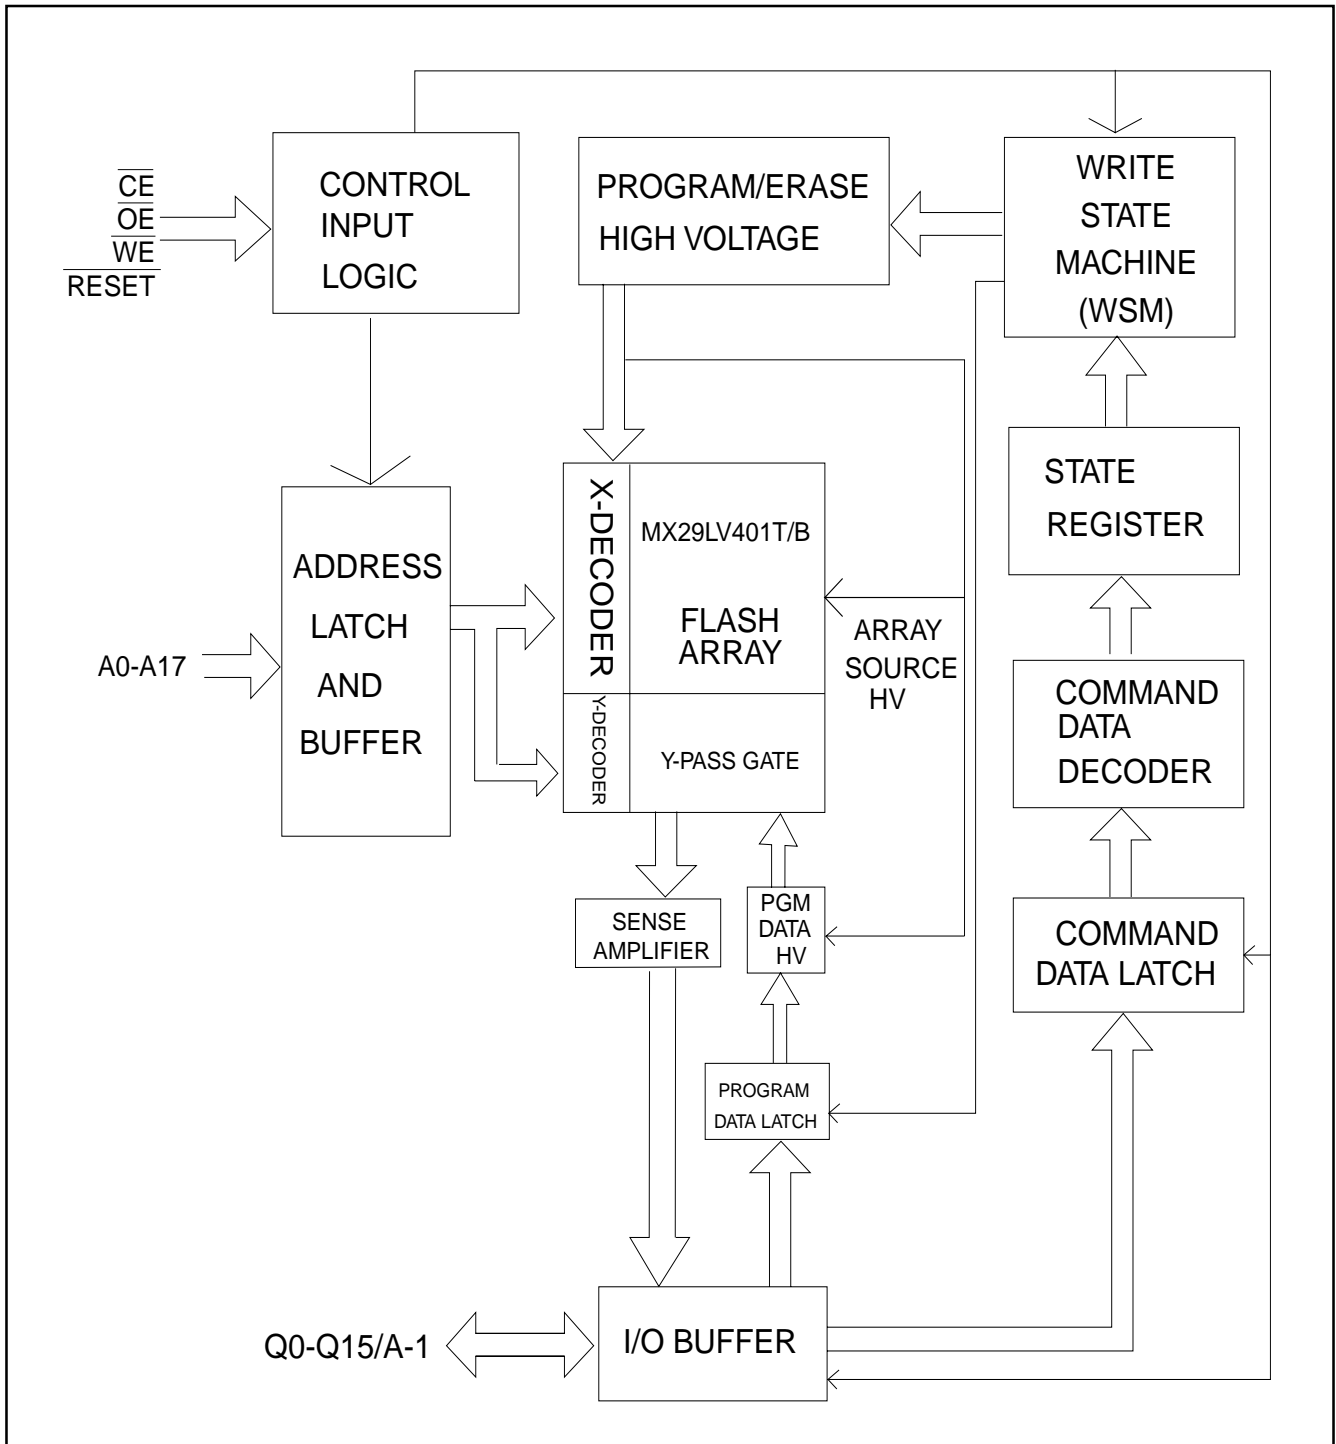 CE
OE
WE
RESET
CONTROL
INPUT
LOGIC
PROGRAM/ERASE
HIGH VOLTAGE
WRITE
STATE
MACHINE
(WSM)
STATE
REGISTER
X-DECODER
MX29LV401T/B
FLASH
ARRAY
ADDRESS
LATCH
AND
BUFFER
A0-A17
ARRAY
SOURCE
HV
Y-DECODER
Y-PASS GATE
COMMAND
DATA
DECODER
SENSE
AMPLIFIER
PGM
DATA
HV
COMMAND
DATA LATCH
PROGRAM
DATA LATCH
Q0-Q15/A-1
I/O BUFFER